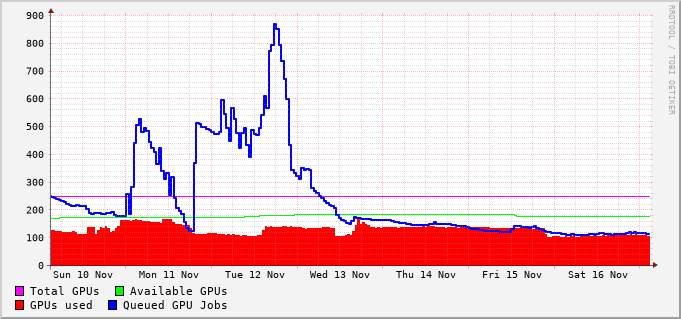 900
800
700
600
500
400
300
200
100
0
Sun 10 Nov Mon 11 Nov Tue 12 Nov Wed 13 Nov Thu 14 Nov Fri 15 Nov Sat 16 Nov
Total GPUs Available GPUs
GPUs used Queued GPU Jobs
RRDTOOL / TOBI OETIKER